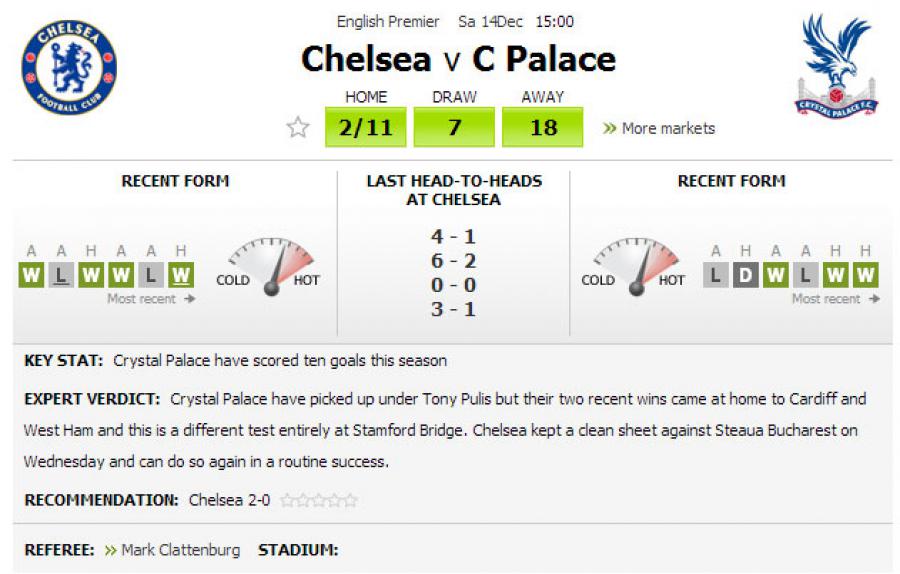 CHELSEA
FOOTBALL CLUB
English Premier Sa 14Dec 15:00
Chelsea v C Palace
CRYSTAL PALACE F.C.
HOME DRAW AWAY
2/11 7 18 » More markets
RECENT FORM
LAST HEAD-TO-HEADS
AT CHELSEA
RECENT FORM
A A H A A H
W L W W L W
COLD HOT
Most recent →
4 - 1
6 - 2
0 - 0
3 - 1
COLD HOT
A H A A H H
L D W L W W
Most recent →
KEY STAT: Crystal Palace have scored ten goals this season
EXPERT VERDICT: Crystal Palace have picked up under Tony Pulis but their two recent wins came at home to Cardiff and
West Ham and this is a different test entirely at Stamford Bridge. Chelsea kept a clean sheet against Steaua Bucharest on
Wednesday and can do so again in a routine success.
RECOMMENDATION: Chelsea 2-0
REFEREE: » Mark Clattenburg STADIUM: